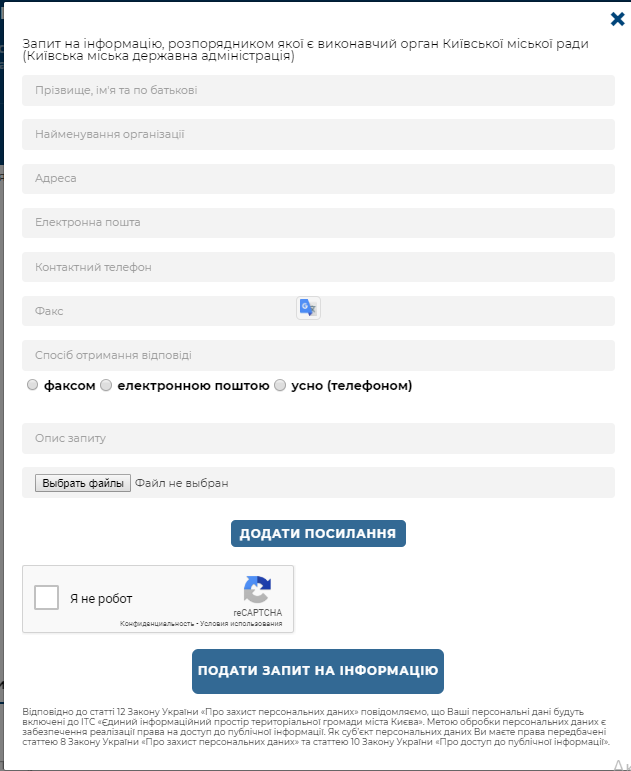 Запит на інформацію, розпорядником якої є виконавчий орган Київської міської ради
(Київська міська державна адміністрація)
Прізвище, ім'я та по батькові
Найменування організації
Адреса
Електронна пошта
Контактний телефон
Факс
Спосіб отримання відповіді
факсом електронною поштою усно (телефоном)
Опис запиту
Выбрать файлы Файл не выбран
ДОДАТИ ПОСИЛАННЯ
Я не робот
reCAPTCHA
Конфиденциальность - Условия использования
ПОДАТИ ЗАПИТ НА ІНФОРМАЦІЮ
Відповідно до статті 12 Закону України «Про захист персональних даних» повідомляємо, що Ваші персональні дані будуть
включені до ІТС «Єдиний інформаційний простір територіальної громади міста Києва». Метою обробки персональних даних є
забезпечення реалізації права на доступ до публічної інформації. Як суб'єкт персональних даних Ви маєте права передбачені
статтею 8 Закону України «Про захист персональних даних» та статтею 10 Закону України «Про доступ до публічної інформації».